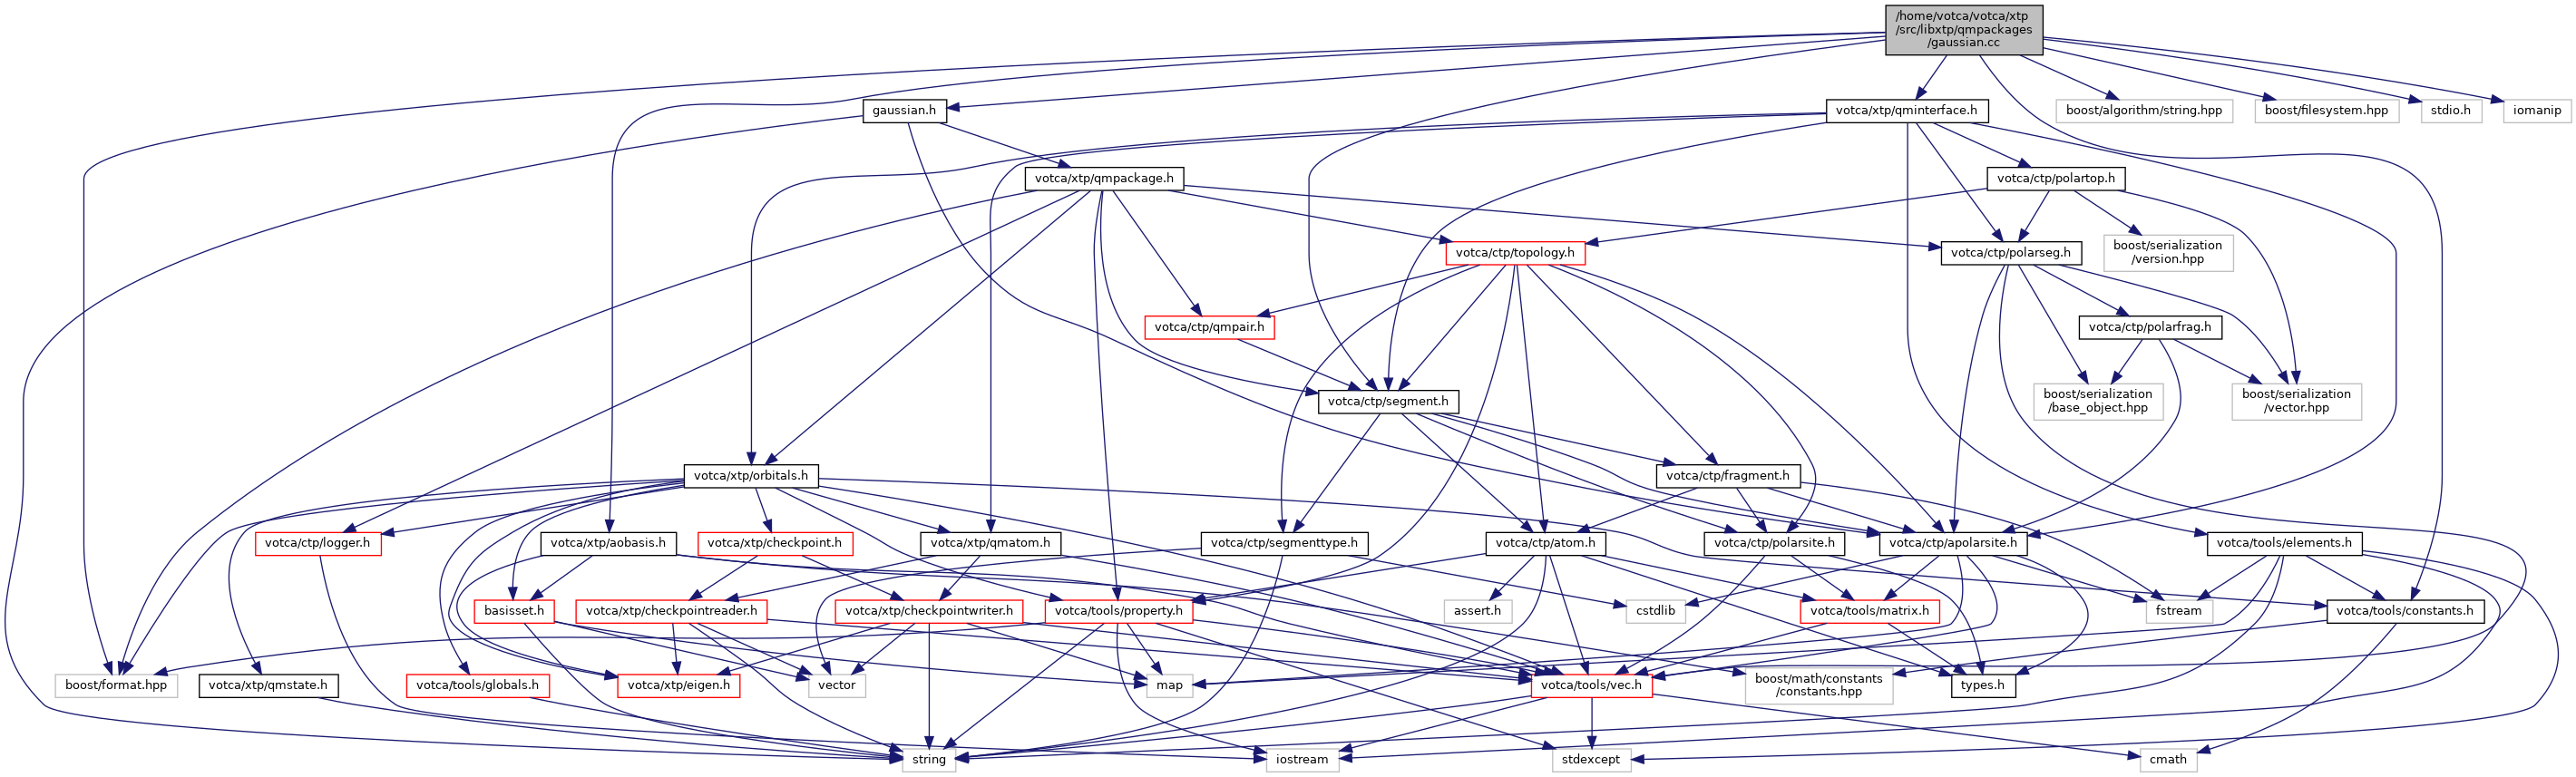 /home/votca/votca/xtp
/src/libxtp/qmpackages
/gaussian.cc
gaussian.h
votca/xtp/qminterface.h
boost/algorithm/string.hpp
boost/filesystem.hpp
stdio.h
iomanip
votca/xtp/qmpackage.h
votca/ctp/polartop.h
votca/ctp/topology.h
votca/ctp/polarseg.h
boost/serialization
/version.hpp
votca/ctp/qmpair.h
votca/ctp/polarfrag.h
votca/ctp/segment.h
boost/serialization
/base_object.hpp
boost/serialization
/vector.hpp
votca/xtp/orbitals.h
votca/ctp/fragment.h
votca/ctp/logger.h
votca/xtp/aobasis.h
votca/xtp/checkpoint.h
votca/xtp/qmatom.h
votca/ctp/segmenttype.h
votca/ctp/atom.h
votca/ctp/polarsite.h
votca/ctp/apolarsite.h
votca/tools/elements.h
basisset.h
votca/xtp/checkpointreader.h
votca/xtp/checkpointwriter.h
votca/tools/property.h
assert.h
cstdlib
votca/tools/matrix.h
fstream
votca/tools/constants.h
boost/format.hpp
votca/xtp/qmstate.h
votca/tools/globals.h
votca/xtp/eigen.h
vector
map
votca/tools/vec.h
boost/math/constants
/constants.hpp
types.h
string
iostream
stdexcept
cmath